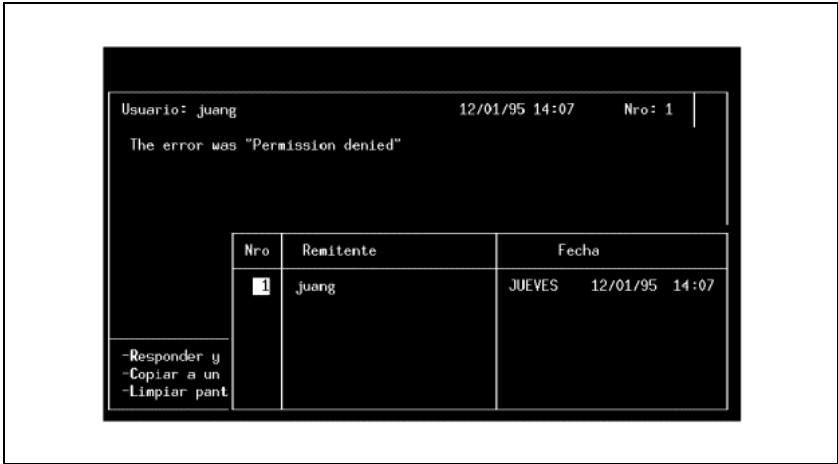 Usuario: juang 12/01/95 14:07 Nro: 1
The error was "Permission denied"
Nro Remitente Fecha
1 juang JUEVES 12/01/95 14:07
-Responder y
-Copiar a un
-Limpiar pant